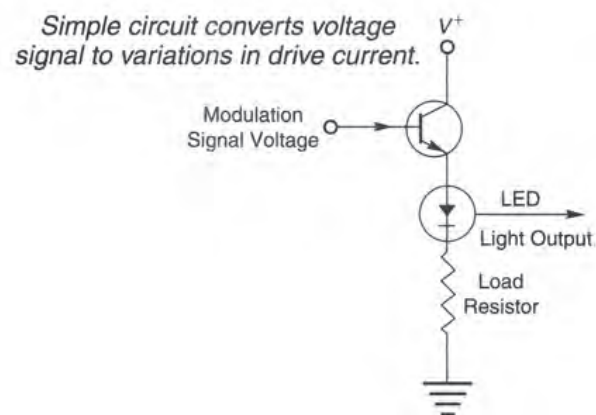 Simple circuit converts voltage
signal to variations in drive current.
V+
Modulation
Signal Voltage
LED
Light Output
Load
Resistor